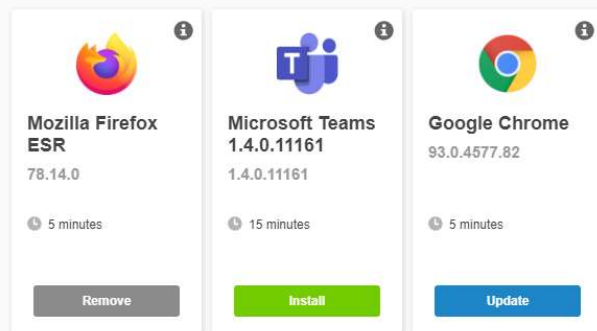 Mozilla Firefox
ESR
78.14.0
5 minutes
Remove
Microsoft Teams
1.4.0.11161
1.4.0.11161
15 minutes
Install
Google Chrome
93.0.4577.82
5 minutes
Update